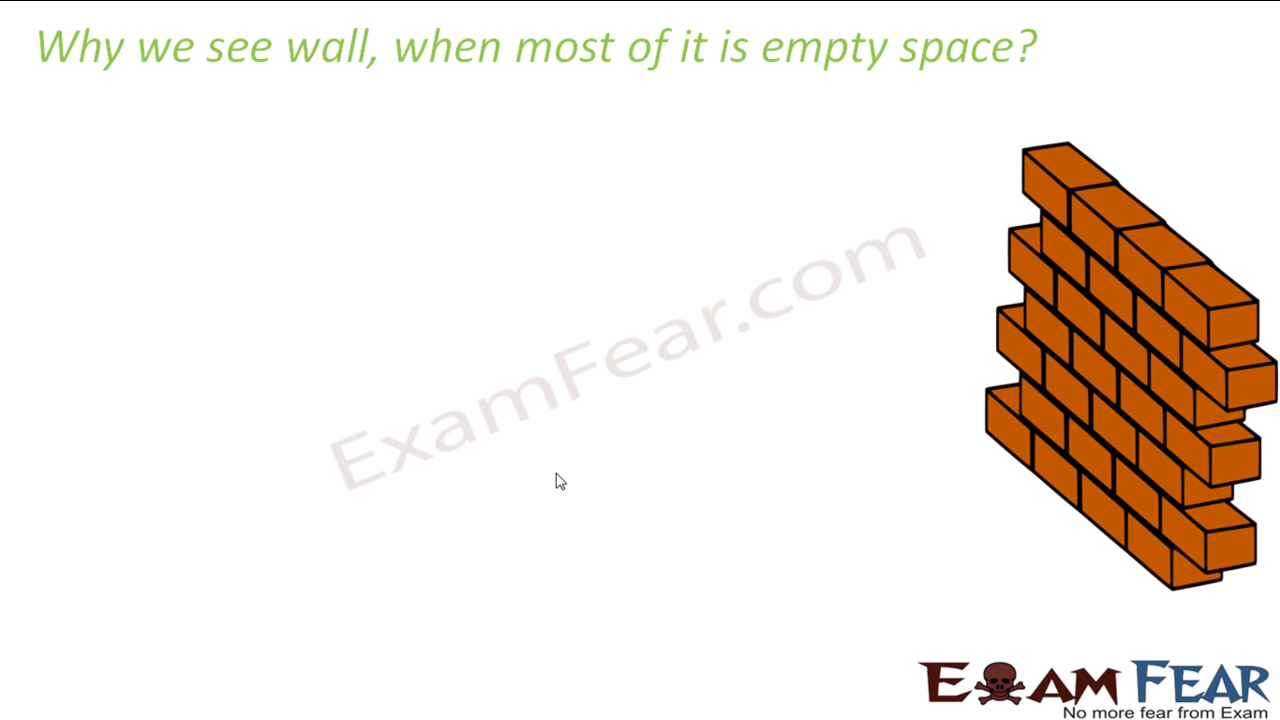 Why we see wall, when most of it is empty space?
ExamFear.com
EXAM FEAR
No more fear from Exam